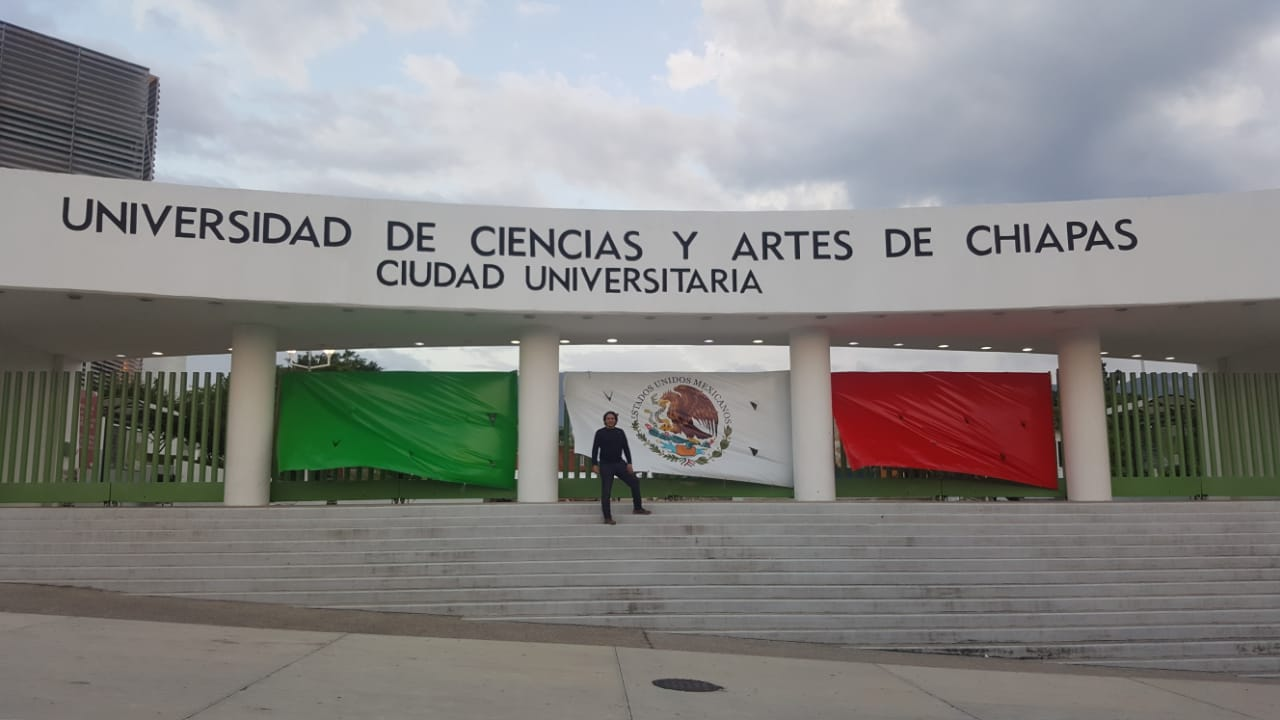 UNIVERSIDAD DE CIENCIAS Y ARTES DE CHIAPAS
CIUDAD UNIVERSITARIA
ESTADOS UNIDOS MEXICANOS